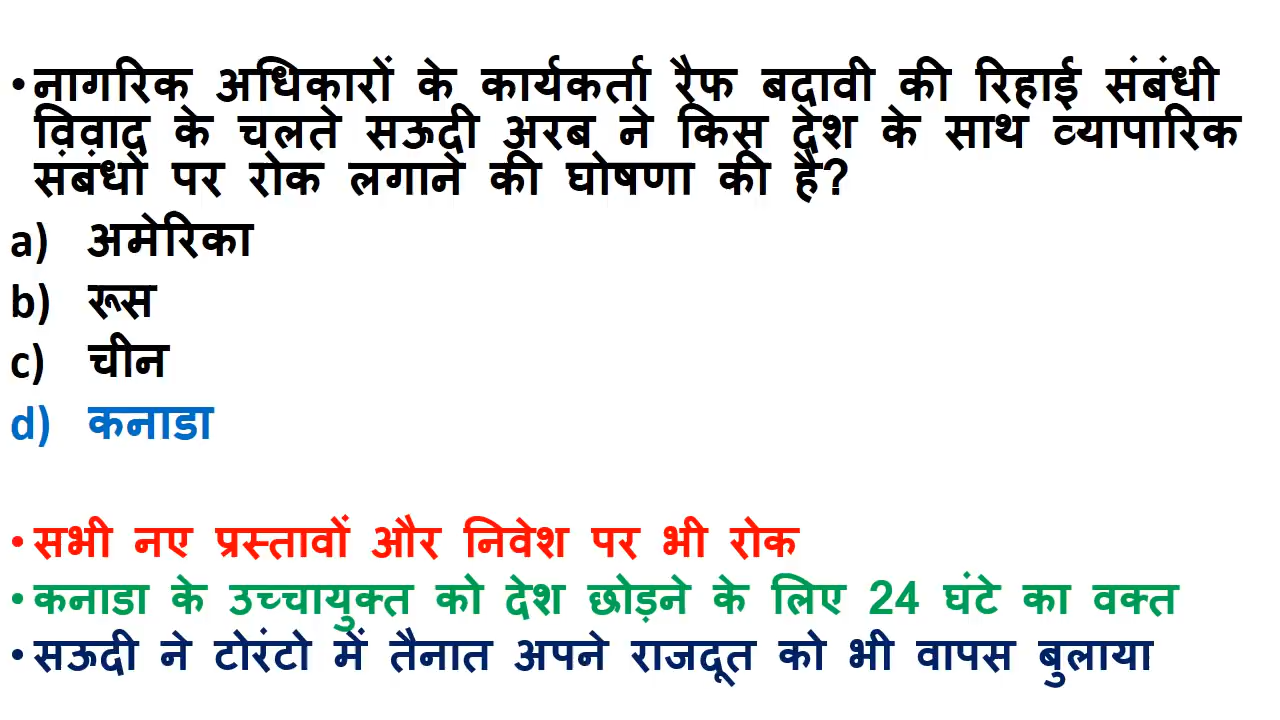 •नागरिक अधिकारों के कार्यकर्ता रैफ बदावी की रिहाई संबंधी
विवाद के चलते सऊदी अरब ने किस देश के साथ व्यापारिक
संबंधों पर रोक लगाने की घोषणा की है?
a) अमेरिका
b) रूस
c) चीन
d) कनाडा
•सभी नए प्रस्तावों और निवेश पर भी रोक
•कनाडा के उच्चायुक्त को देश छोड़ने के लिए 24 घंटे का वक्त
•सऊदी ने टोरंटो में तैनात अपने राजदूत को भी वापस बुलाया